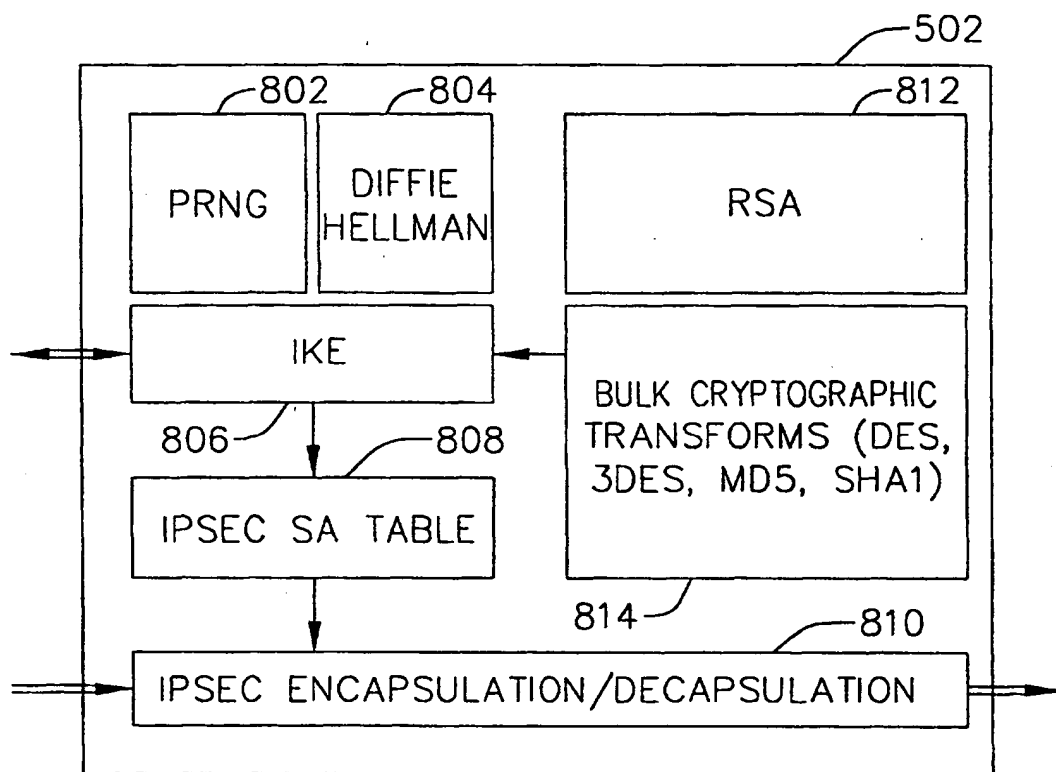 502
802
804
812
PRNG
DIFFIE
HELLMAN
RSA
IKE
BULK CRYPTOGRAPHIC
TRANSFORMS (DES,
3DES, MD5, SHA1)
806
808
IPSEC SA TABLE
814
810
IPSEC ENCAPSULATION/DECAPSULATION